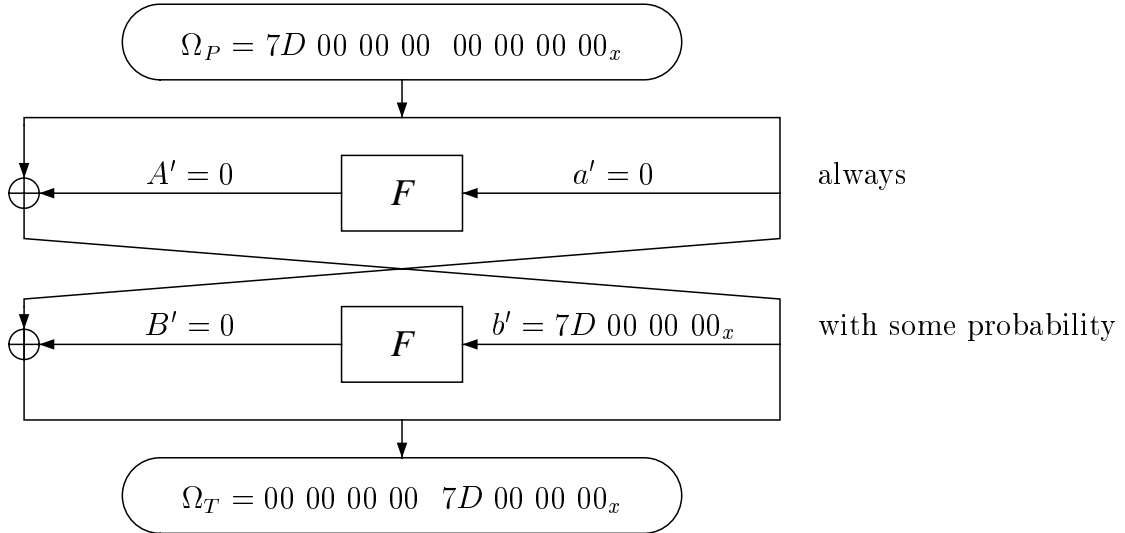 Ω_P = 7D 00 00 00 00 00 00 00_x
A′ = 0 F a′ = 0 always
B′ = 0 F b′ = 7D 00 00 00_x with some probability
Ω_T = 00 00 00 00 7D 00 00 00_x